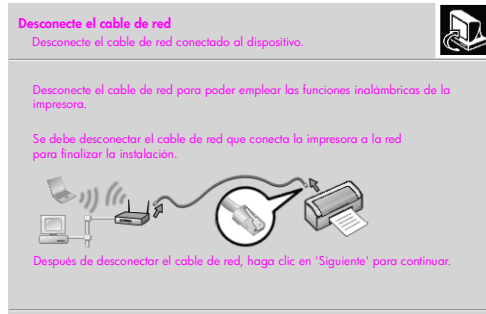 Desconecte el cable de red
Desconecte el cable de red conectado al dispositivo.
Desconecte el cable de red para poder emplear las funciones inalámbricas de la
impresora.
Se debe desconectar el cable de red que conecta la impresora a la red
para finalizar la instalación.
Después de desconectar el cable de red, haga clic en 'Siguiente' para continuar.